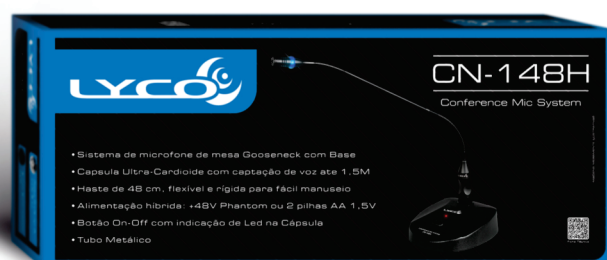 LYCO
CN-148H
Conference Mic System
• Sistema de microfone de mesa Gooseneck com Base
• Capsula Ultra-Cardioide com captação de voz ate 1,5M
• Haste de 48 cm, flexível e rígida para fácil manuseio
• Alimentação híbrida: +48V Phantom ou 2 pilhas AA 1,5V
• Botão On-Off com indicação de Led na Cápsula
• Tubo Metálico
LYCO